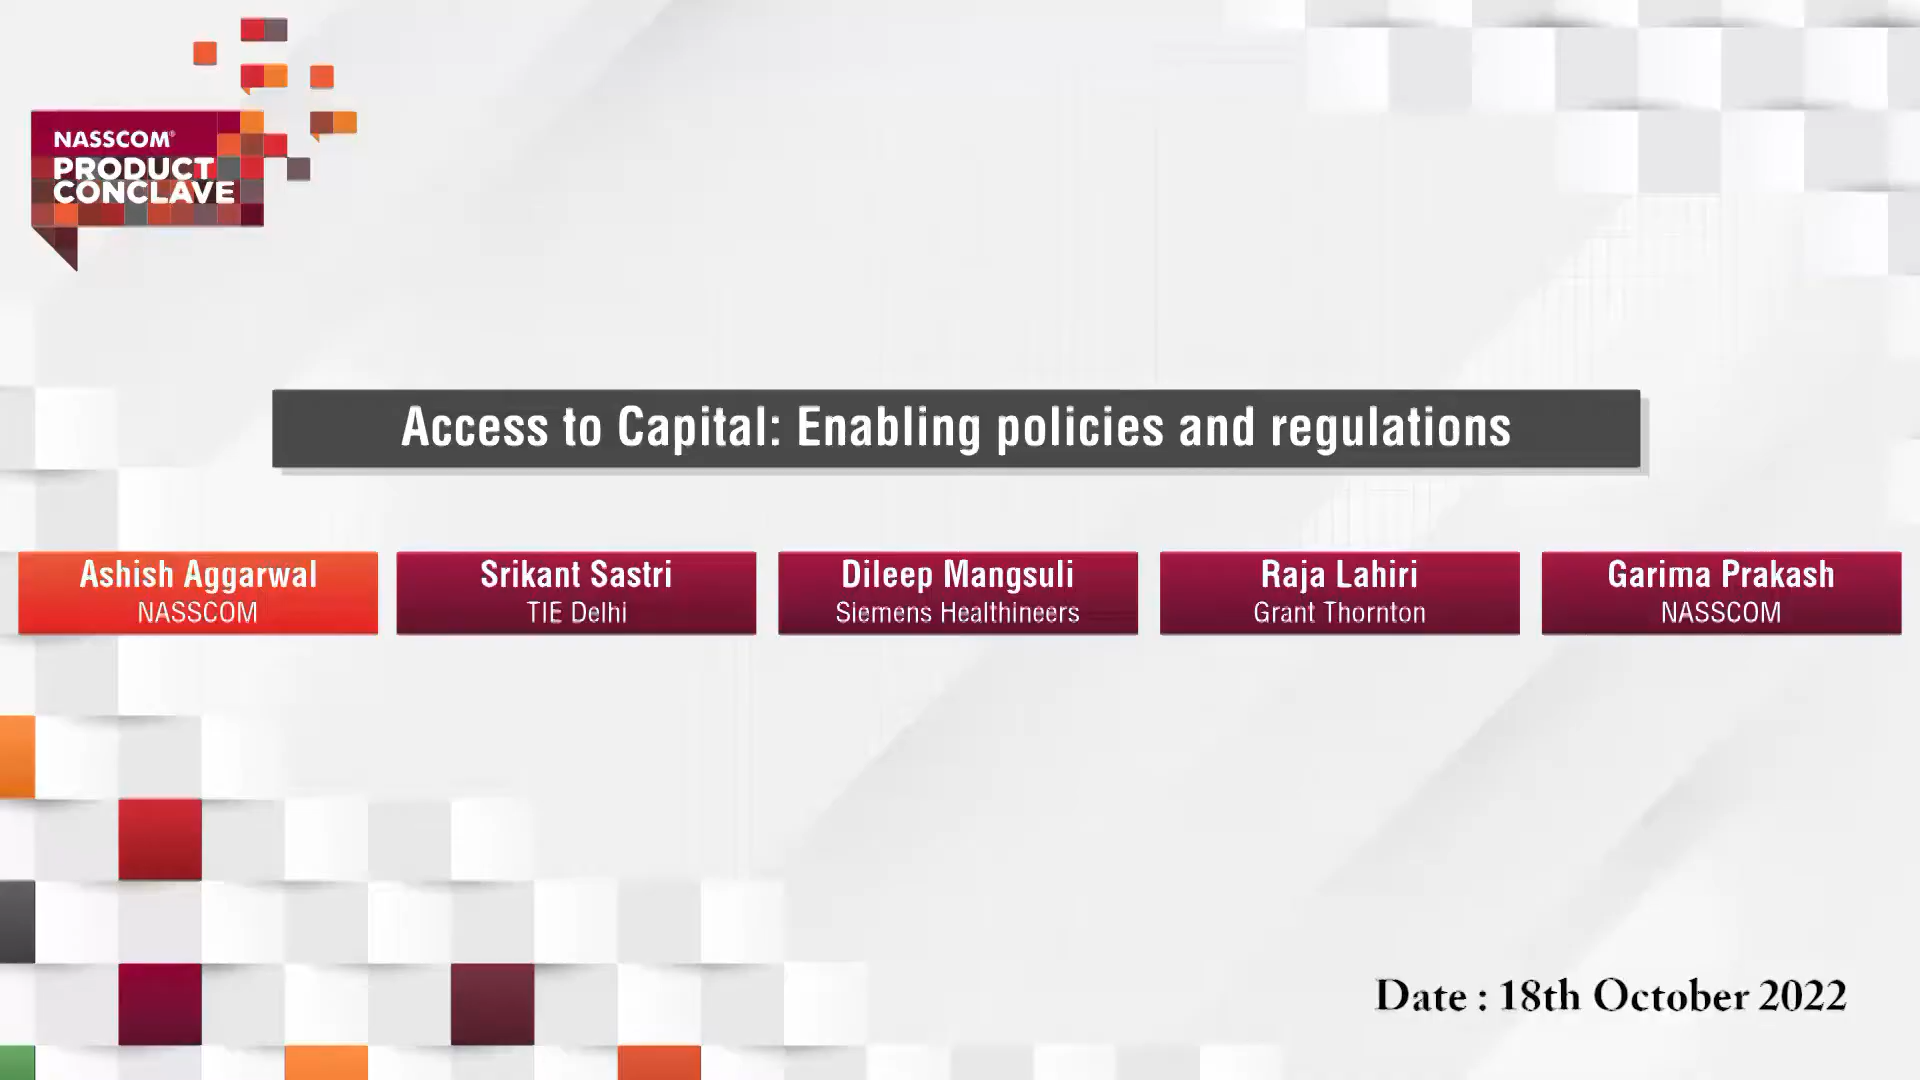 NASSCOM®
PRODUCT
CONCLAVE
Access to Capital: Enabling policies and regulations
Ashish Aggarwal
NASSCOM
Srikant Sastri
TIE Delhi
Dileep Mangsuli
Siemens Healthineers
Raja Lahiri
Grant Thornton
Garima Prakash
NASSCOM
Date : 18th October 2022